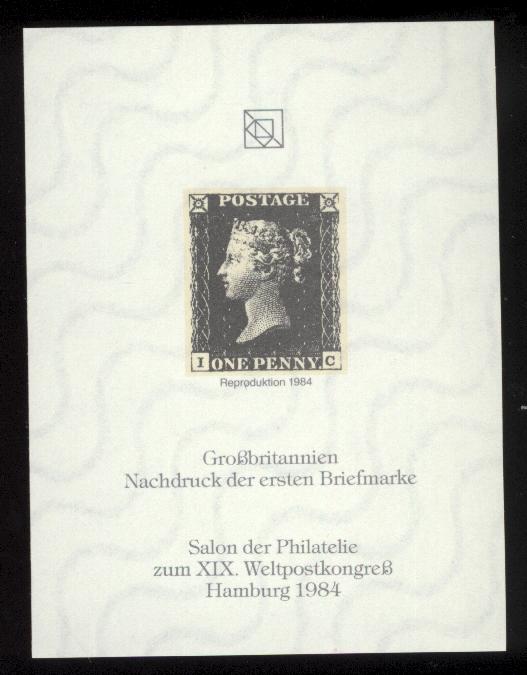 POSTAGE
I ONE PENNY. C
Reproduktion 1984
Großbritannien
Nachdruck der ersten Briefmarke
Salon der Philatelie
zum XIX. Weltpostkongreß
Hamburg 1984